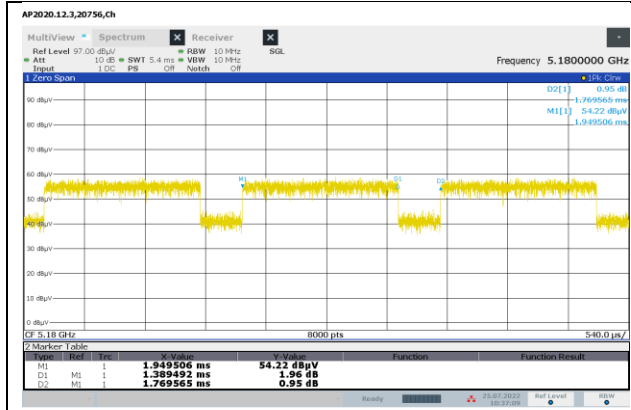 AP2020.12.3,20756,Ch
MultiView Spectrum Receiver
Ref Level 97.00 dBµV RBW 10 MHz SGL
Att 10 dB SWT 5.4 ms VBW 10 MHz Frequency 5.1800000 GHz
Input 1 DC PS Off Notch Off
1 Zero Span 1Pk Clrw
D2[1] 0.95 dB
1.769565 ms
M1[1] 54.22 dBµV
1.949506 ms
90 dBµV
80 dBµV
70 dBµV
60 dBµV
M1 D1 D2
50 dBµV
40 dBµV
30 dBµV
20 dBµV
10 dBµV
0 dBµV
CF 5.18 GHz 8000 pts 540.0 µs/
2 Marker Table
Type Ref Trc X-Value Y-Value Function Function Result
M1 1 1.949506 ms 54.22 dBµV
D1 M1 1 1.389492 ms 1.96 dB
D2 M1 1 1.769565 ms 0.95 dB
Ready 25.07.2022 Ref Level RBW
10:37:09